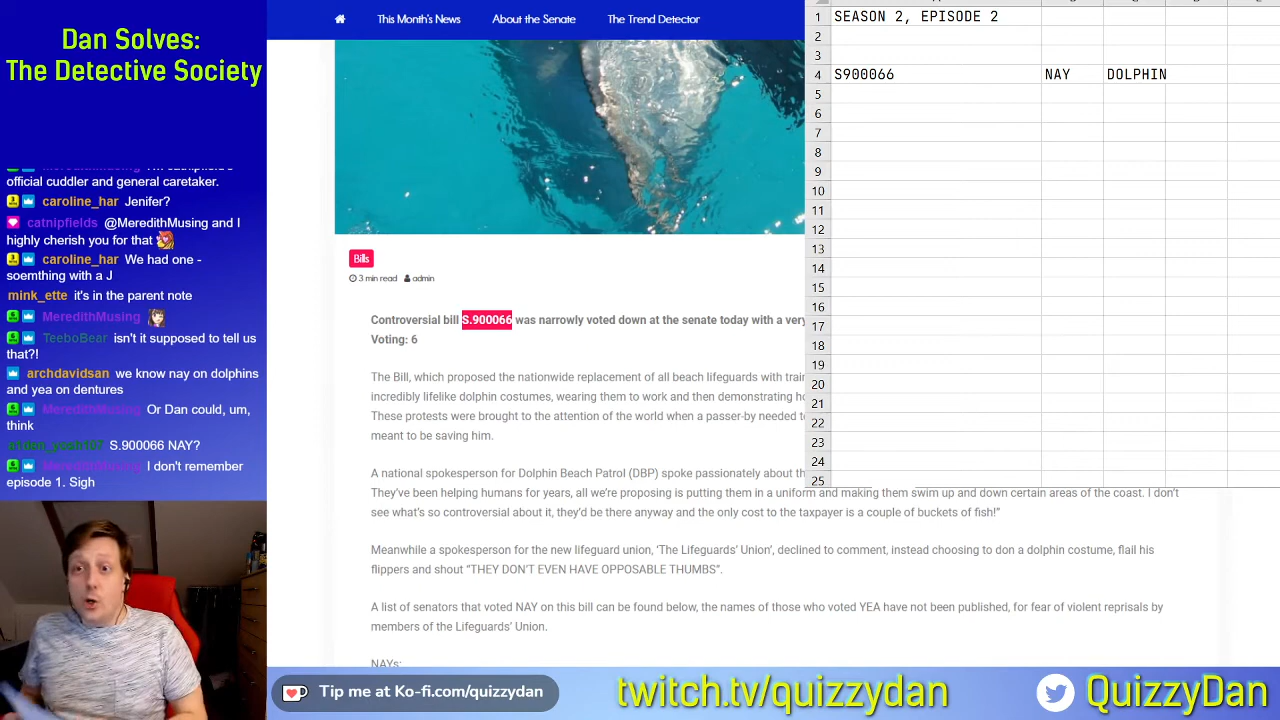 Dan Solves:
The Detective Society
official cuddler and general caretaker.
caroline_har Jenifer?
catnipfields @MeredithMusing and I
highly cherish you for that
caroline_har We had one -
soemthing with a J
mink_ette it's in the parent note
MeredithMusing
TeeboBear isn't it supposed to tell us
that?!
archdavidsan we know nay on dolphins
and yea on dentures
MeredithMusing Or Dan could, um,
think
S.900066 NAY?
MeredithMusing I don't remember
episode 1. Sigh
This Month's News About the Senate The Trend Detector
Bills
3 min read admin
Controversial bill S.900066 was narrowly voted down at the senate today with a very
Voting: 6
The Bill, which proposed the nationwide replacement of all beach lifeguards with
incredibly lifelike dolphin costumes, wearing them to work and then demonstrating
These protests were brought to the attention of the world when a passer-by needed
meant to be saving him.
A national spokesperson for Dolphin Beach Patrol (DBP) spoke passionately about
They've been helping humans for years, all we're proposing is putting them in a uniform and making them swim up and down certain areas of the coast. I don't
see what's so controversial about it, they'd be there anyway and the only cost to the taxpayer is a couple of buckets of fish!"
Meanwhile a spokesperson for the new lifeguard union, 'The Lifeguards' Union', declined to comment, instead choosing to don a dolphin costume, flail his
flippers and shout "THEY DON'T EVEN HAVE OPPOSABLE THUMBS".
A list of senators that voted NAY on this bill can be found below, the names of those who voted YEA have not been published, for fear of violent reprisals by
members of the Lifeguards' Union.
NAYs:
1 SEASON 2, EPISODE 2
2
3
4 S900066 NAY DOLPHIN
5
6
7
8
9
10
11
12
13
14
15
16
17
18
19
20
21
22
23
24
25
Tip me at Ko-fi.com/quizzydan
twitch.tv/quizzydan
QuizzyDan